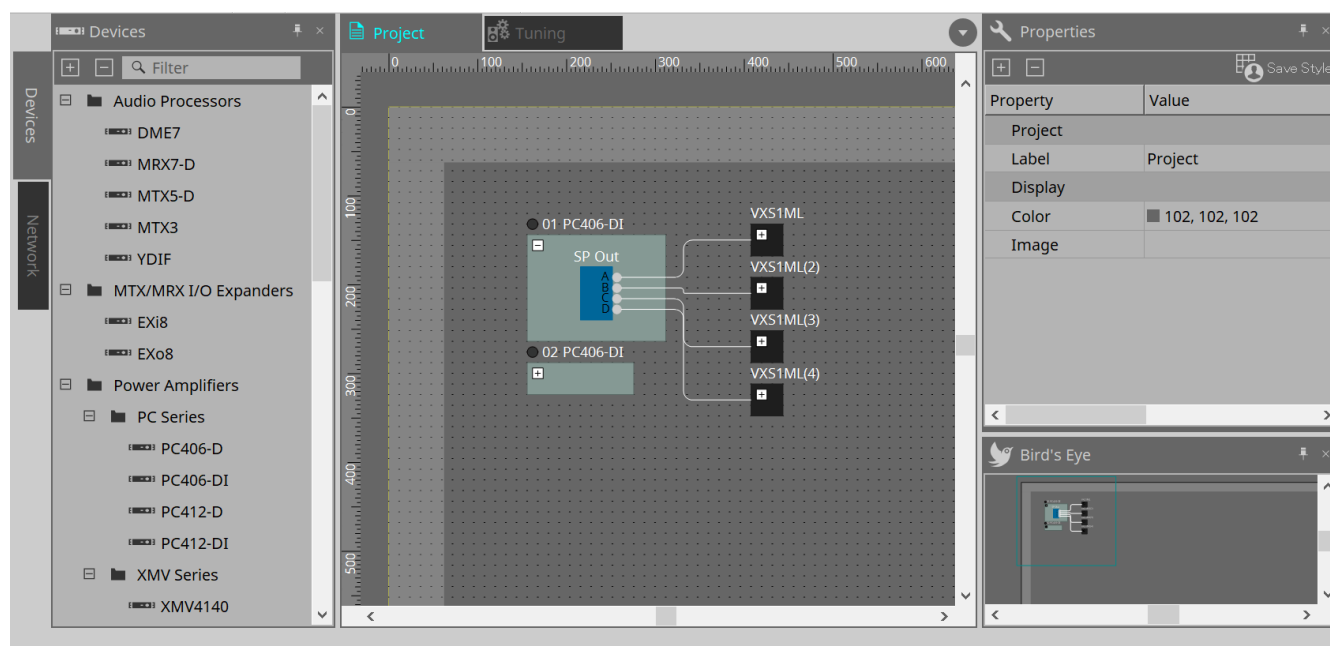 Devices
Filter
Audio Processors
DME7
MRX7-D
MTX5-D
MTX3
YDIF
MTX/MRX I/O Expanders
EXi8
EXo8
Power Amplifiers
PC Series
PC406-D
PC406-DI
PC412-D
PC412-DI
XMV Series
XMV4140
Devices
Network
Project
Tuning
0 100 200 300 400 500 600
0
100
200
300
400
500
01 PC406-DI
SP Out
A
B
C
D
02 PC406-DI
VXS1ML
VXS1ML(2)
VXS1ML(3)
VXS1ML(4)
Properties
Save Style
Property Value
Project
Label Project
Display
Color 102, 102, 102
Image
Bird's Eye